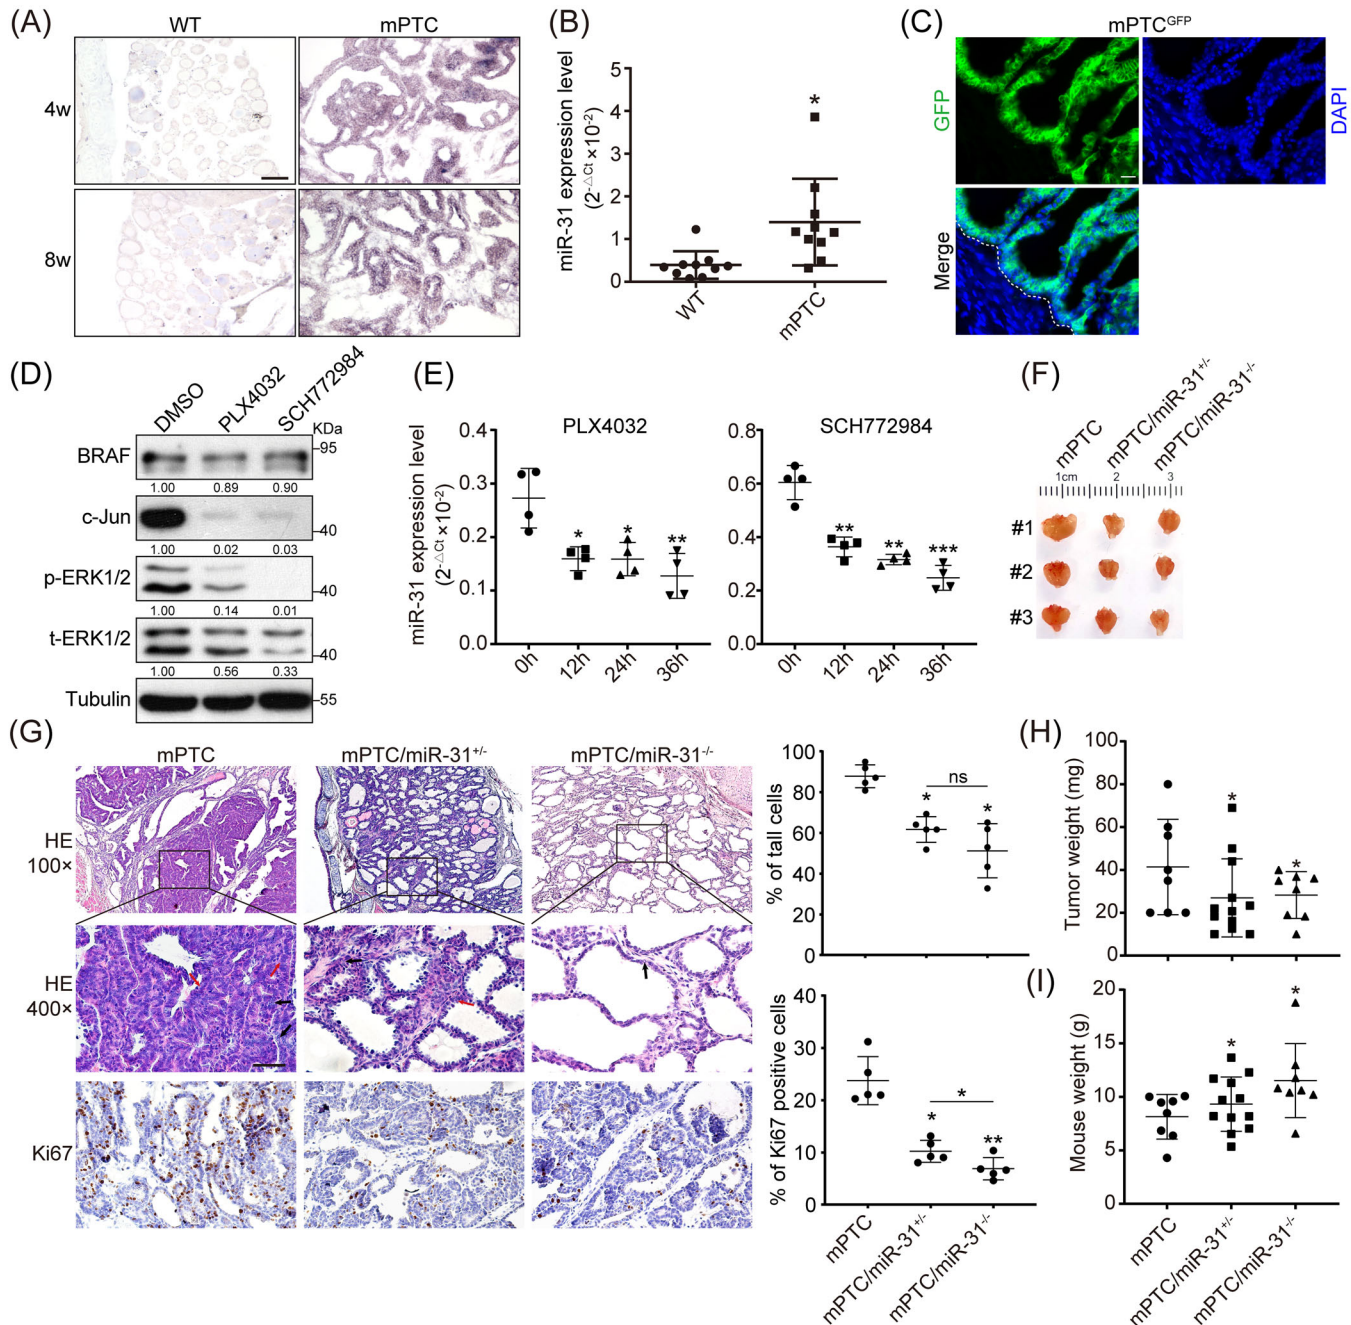 (A)
WT
mPTC
4w
8w
(B)
miR-31 expression level
(2-△Ct ×10-2)
5
4
3
2
1
0
*
WT
mPTC
(C)
mPTCGFP
GFP
DAPI
Merge
(D)
DMSO
PLX4032
SCH772984
KDa
BRAF
95
1.00 0.89 0.90
c-Jun
40
1.00 0.02 0.03
p-ERK1/2
40
1.00 0.14 0.01
t-ERK1/2
40
1.00 0.56 0.33
Tubulin
55
(E)
miR-31 expression level
(2-△Ct ×10-2)
PLX4032
0.4
0.3
0.2
0.1
0.0
* * **
0h 12h 24h 36h
SCH772984
0.8
0.6
0.4
0.2
0.0
** ** ***
0h 12h 24h 36h
(F)
mPTC
mPTC/miR-31+/-
mPTC/miR-31-/-
1cm 2 3
#1
#2
#3
(G)
mPTC
mPTC/miR-31+/-
mPTC/miR-31-/-
HE
100×
HE
400×
Ki67
% of tall cells
100
80
60
40
20
0
ns
* *
% of Ki67 positive cells
40
30
20
10
0
*
* **
mPTC
mPTC/miR-31+/-
mPTC/miR-31-/-
(H)
Tumor weight (mg)
100
80
60
40
20
0
* *
(I)
Mouse weight (g)
20
15
10
5
0
* *
mPTC
mPTC/miR-31+/-
mPTC/miR-31-/-